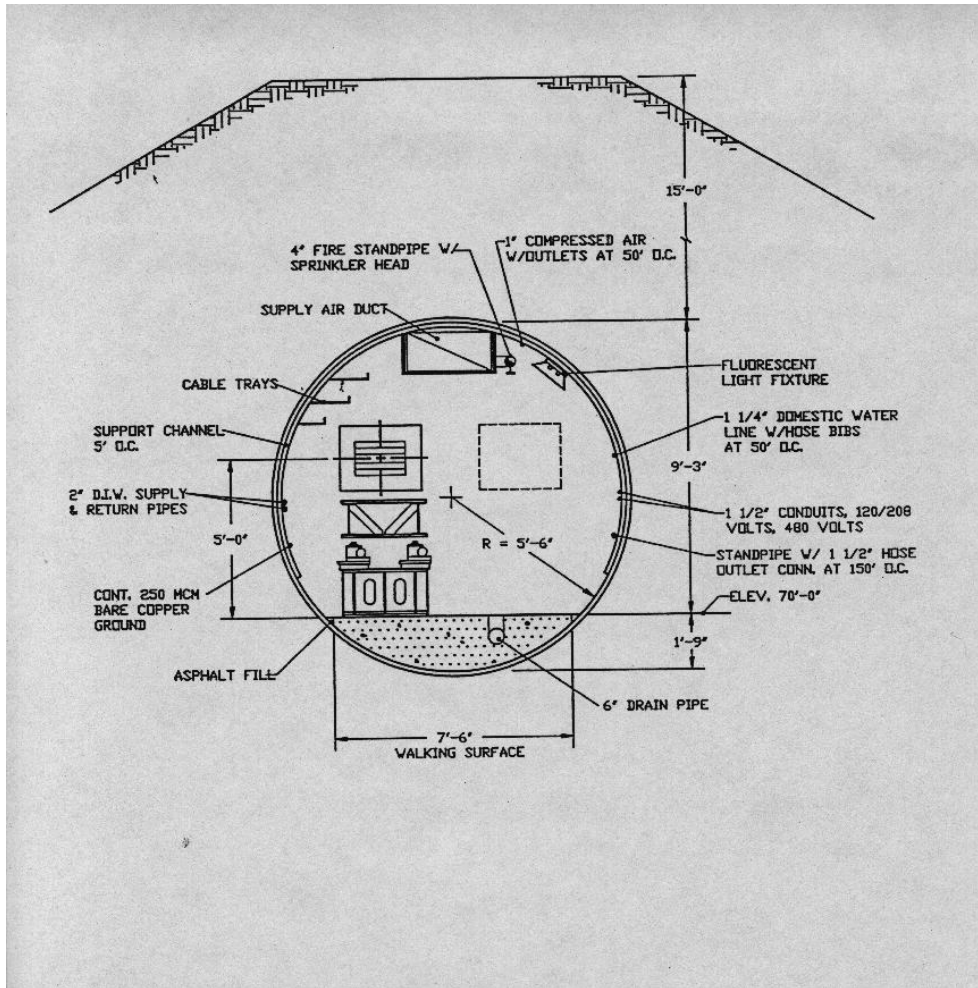 15'-0"
4" FIRE STANDPIPE W/
SPRINKLER HEAD
1" COMPRESSED AIR
W/OUTLETS AT 50' O.C.
SUPPLY AIR DUCT
FLUORESCENT
LIGHT FIXTURE
CABLE TRAYS
1 1/4" DOMESTIC WATER
LINE W/HOSE BIBS
AT 50' O.C.
SUPPORT CHANNEL
5' O.C.
9'-3"
2" D.I.W. SUPPLY
& RETURN PIPES
1 1/2" CONDUITS, 120/208
VOLTS, 480 VOLTS
5'-0"
R = 5'-6"
STANDPIPE W/ 1 1/2" HOSE
OUTLET CONN. AT 150' O.C.
CONT. 250 MCM
BARE COPPER
GROUND
ELEV. 70'-0"
1'-9"
ASPHALT FILL
6" DRAIN PIPE
7'-6"
WALKING SURFACE